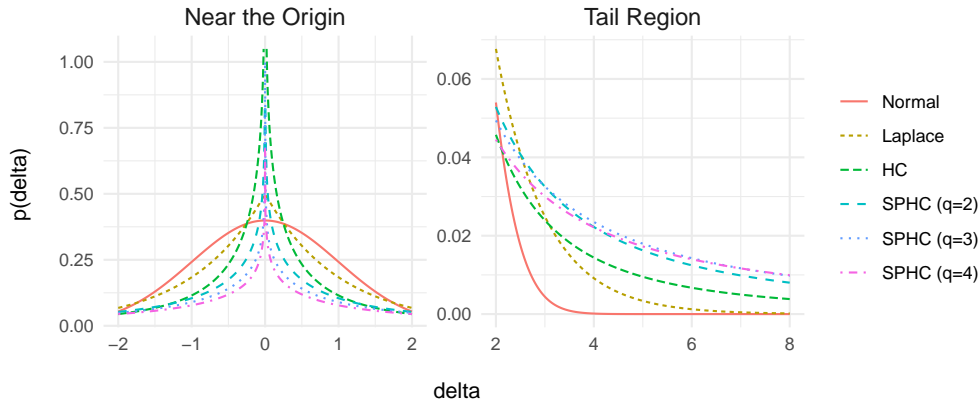 Near the Origin
Tail Region
p(delta)
1.00
0.75
0.50
0.25
0.00
−2
−1
0
1
2
0.06
0.04
0.02
0.00
2
4
6
8
delta
Normal
Laplace
HC
SPHC (q=2)
SPHC (q=3)
SPHC (q=4)